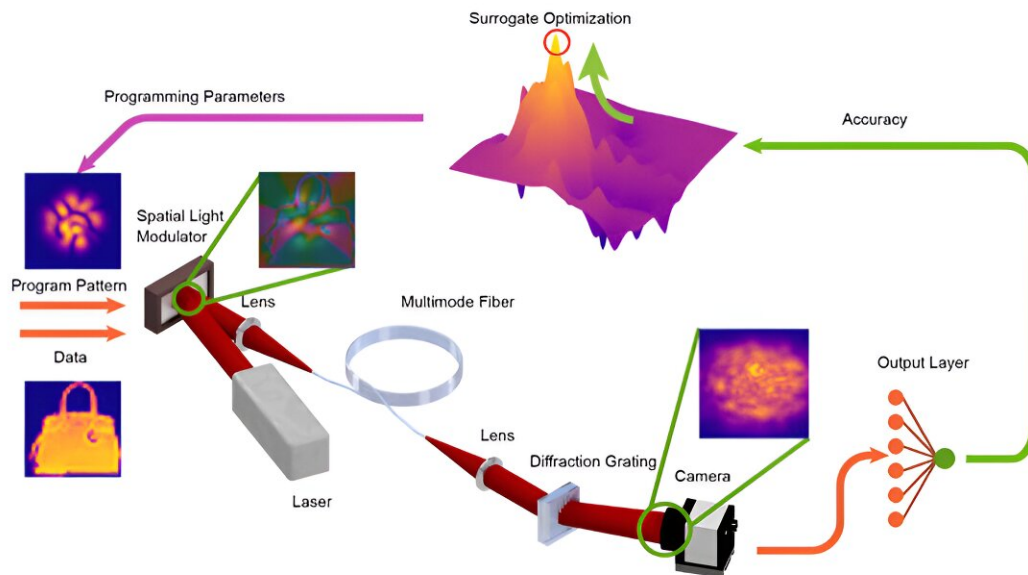 Surrogate Optimization
Programming Parameters
Accuracy
Spatial Light
Modulator
Program Pattern
Lens
Multimode Fiber
Data
Output Layer
Lens
Diffraction Grating
Camera
Laser